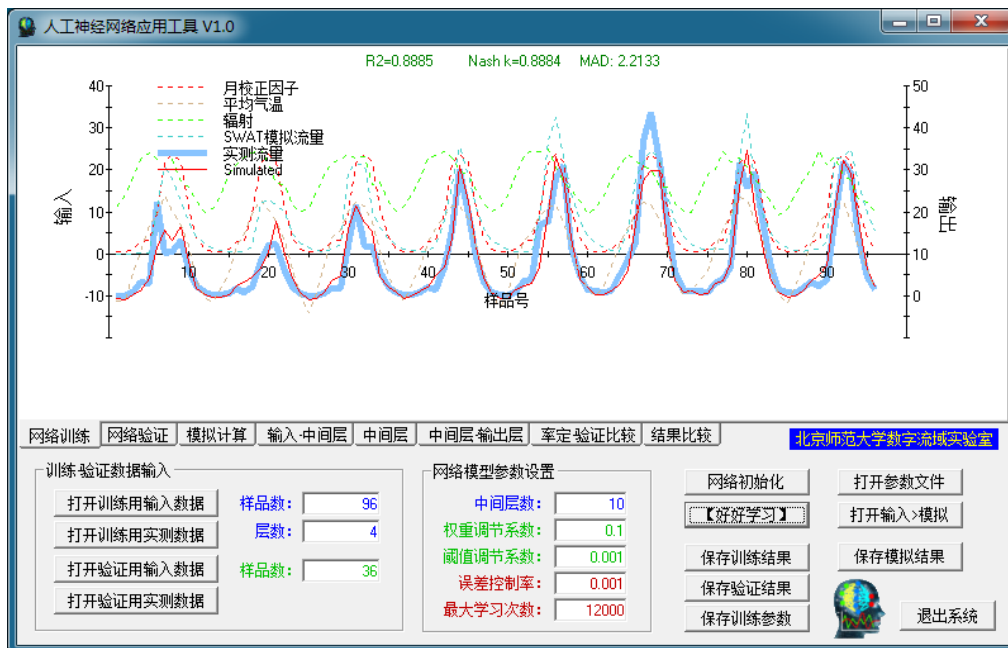 人工神经网络应用工具 V1.0
R2=0.8885 Nash k=0.8884 MAD: 2.2133
月校正因子
平均气温
辐射
SWAT模拟流量
实测流量
Simulated
40
30
20
10
0
-10
输入
50
40
30
20
10
0
输出
10 20 30 40 50 60 70 80 90
样品号
网络训练 网络验证 模拟计算 输入-中间层 中间层 中间层-输出层 率定-验证比较 结果比较
北京师范大学数字流域实验室
训练-验证数据输入
打开训练用输入数据 样品数： 96
打开训练用实测数据 层数： 4
打开验证用输入数据 样品数： 36
打开验证用实测数据
网络模型参数设置
中间层数： 10
权重调节系数： 0.1
阈值调节系数： 0.001
误差控制率： 0.001
最大学习次数： 12000
网络初始化 打开参数文件
【好好学习】 打开输入>模拟
保存训练结果 保存模拟结果
保存验证结果
保存训练参数 退出系统